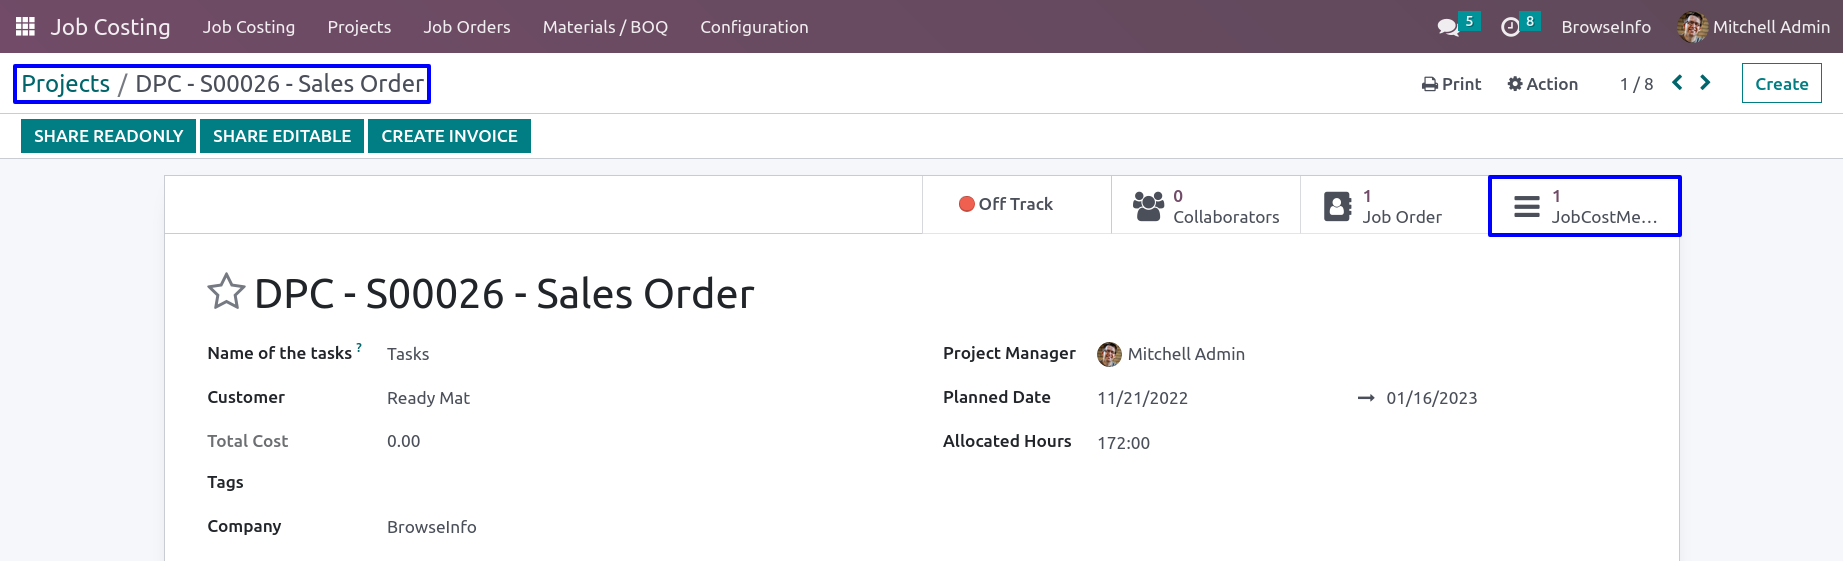 Job Costing Job Costing Projects Job Orders Materials / BOQ Configuration 5 8 BrowseInfo Mitchell Admin
Projects / DPC - S00026 - Sales Order Print Action 1 / 8 Create
SHARE READONLY SHARE EDITABLE CREATE INVOICE
Off Track
0
Collaborators
1
Job Order
1
JobCostMe...
DPC - S00026 - Sales Order
Name of the tasks ? Tasks
Project Manager Mitchell Admin
Customer Ready Mat
Planned Date 11/21/2022 → 01/16/2023
Total Cost 0.00
Allocated Hours 172:00
Tags
Company BrowseInfo